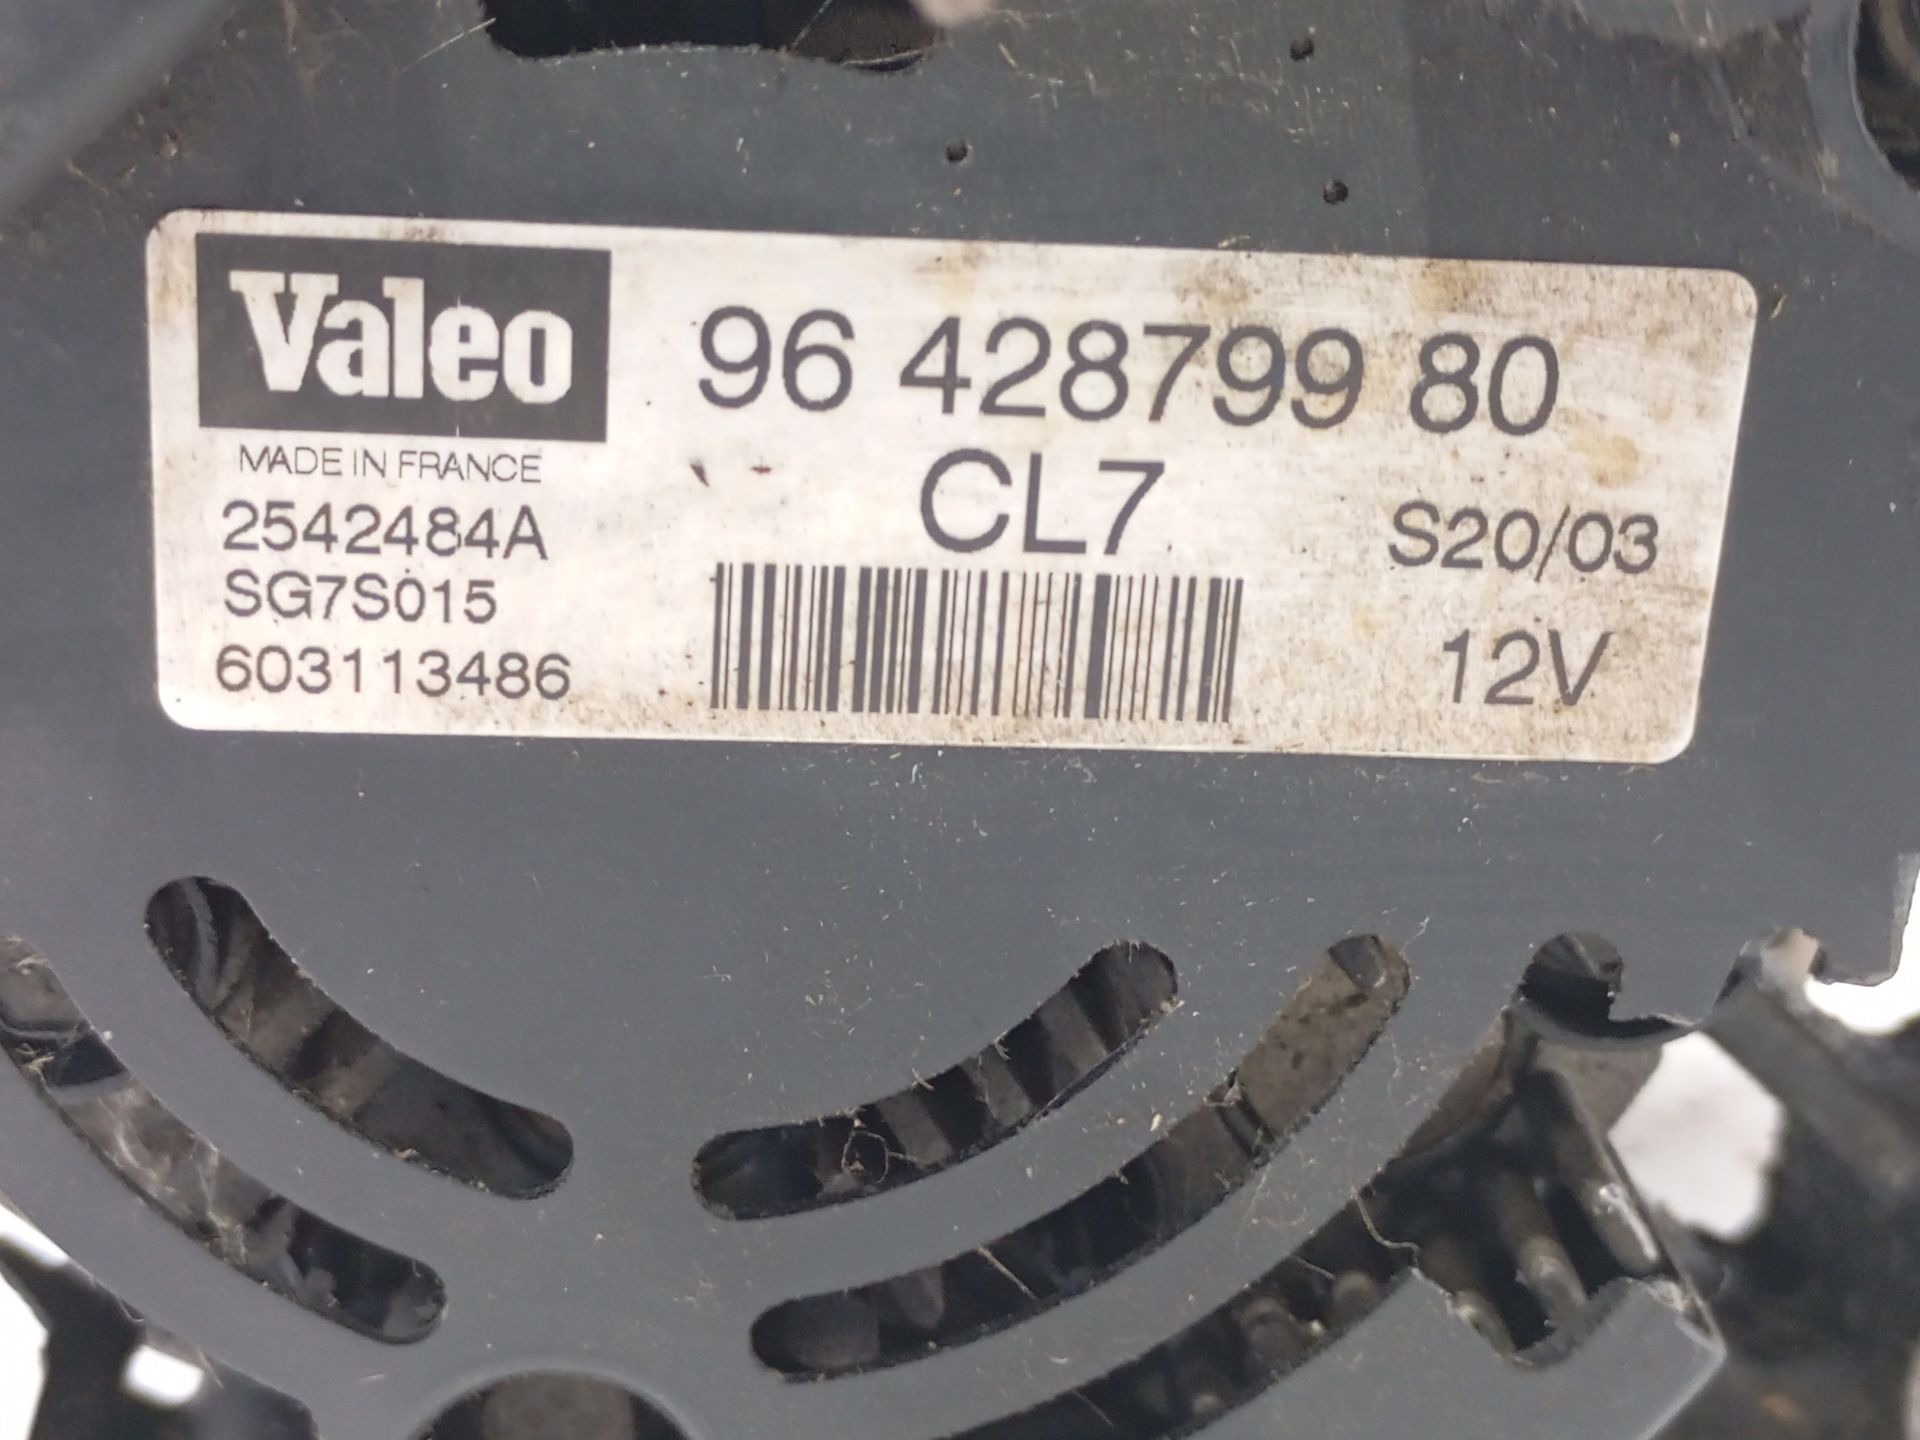 Valeo
MADE IN FRANCE
2542484A
SG7S015
603113486
96 428799 80
CL7
S20/03
12V